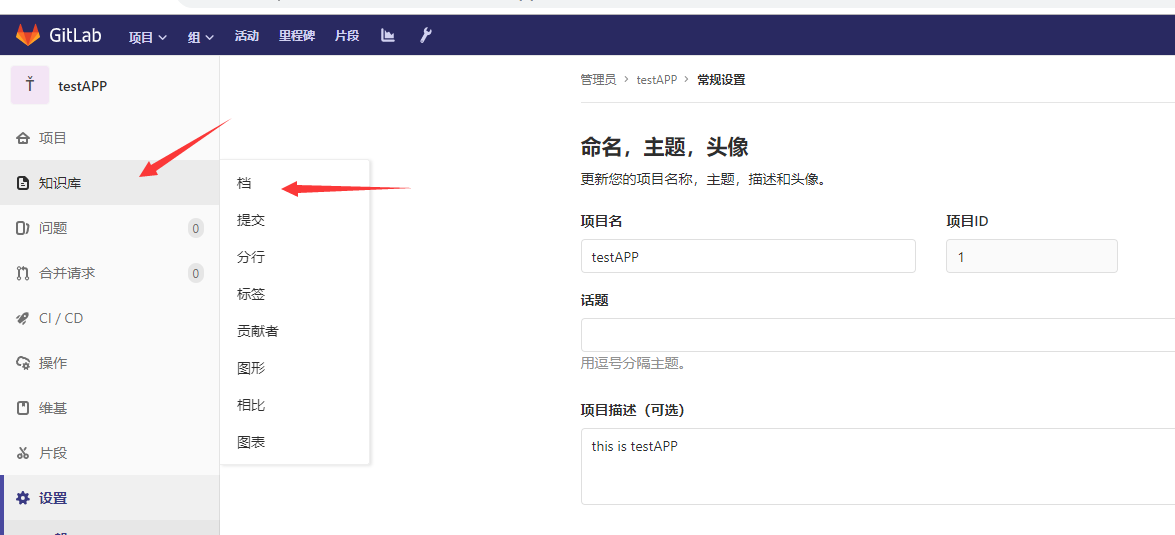 GitLab 项目 组 活动 里程碑 片段
Ť testAPP
项目
知识库
问题 0
合并请求 0
CI / CD
操作
维基
片段
设置
档
提交
分行
标签
贡献者
图形
相比
图表
管理员 > testAPP > 常规设置
命名，主题，头像
更新您的项目名称，主题，描述和头像。
项目名 项目ID
testAPP 1
话题
用逗号分隔主题。
项目描述（可选）
this is testAPP